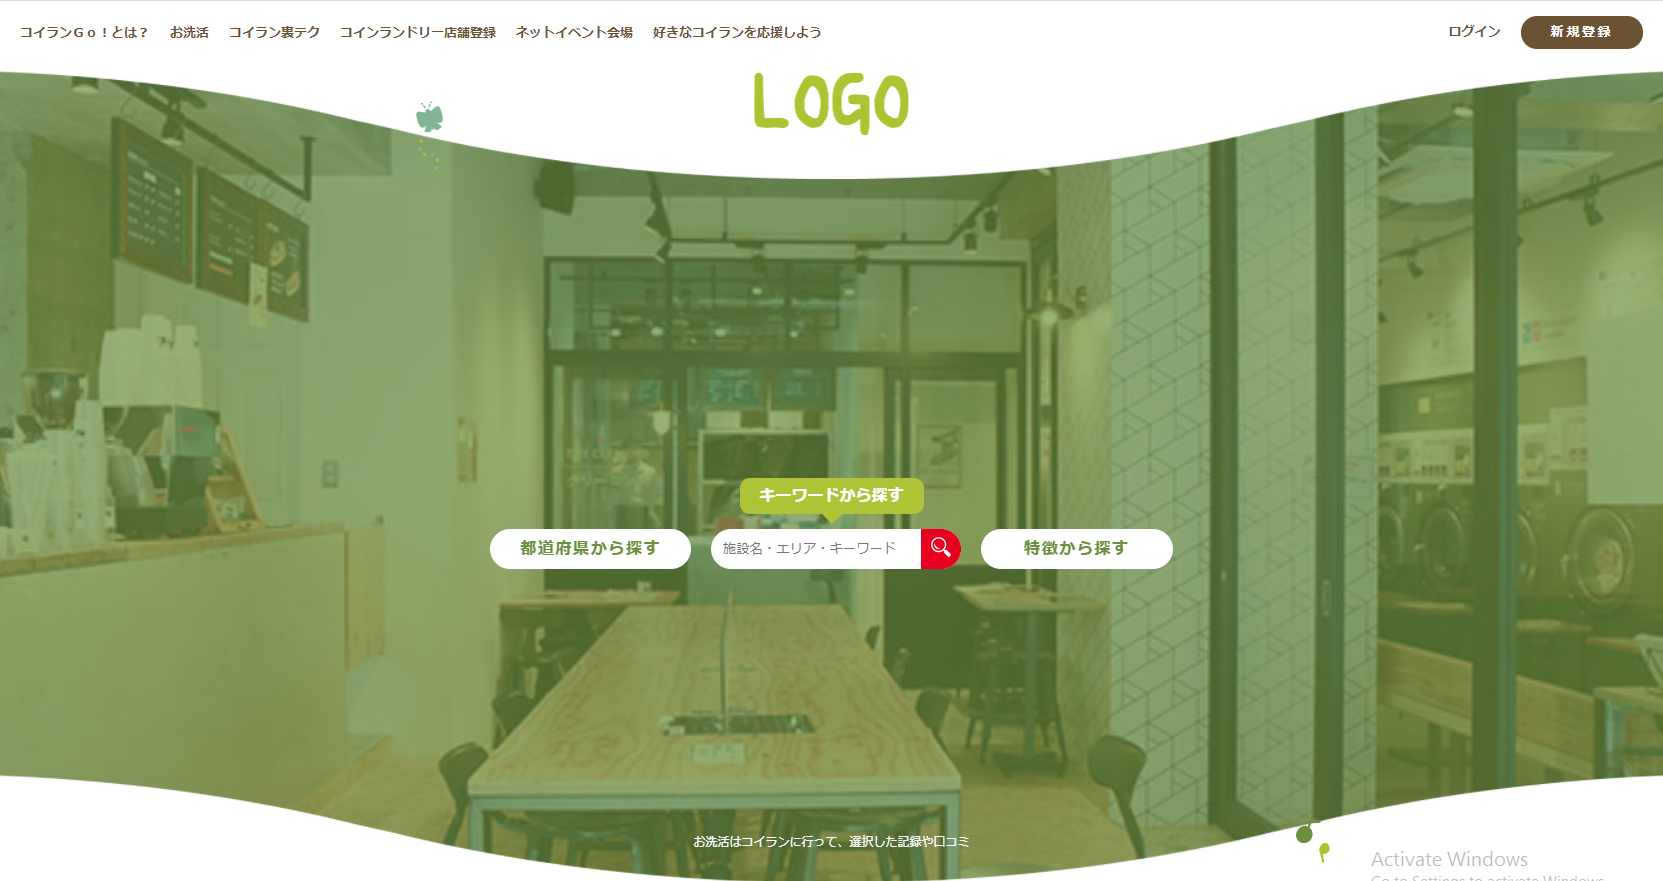 コイランＧｏ！とは？ お洗活 コイラン裏テク コインランドリー店舗登録 ネットイベント会場 好きなコイランを応援しよう ログイン 新規登録
LOGO
キーワードから探す
都道府県から探す 施設名・エリア・キーワード 特徴から探す
お洗活はコイランに行って、選択した記録や口コミ
Activate Windows
Go to Settings to activate Windows.